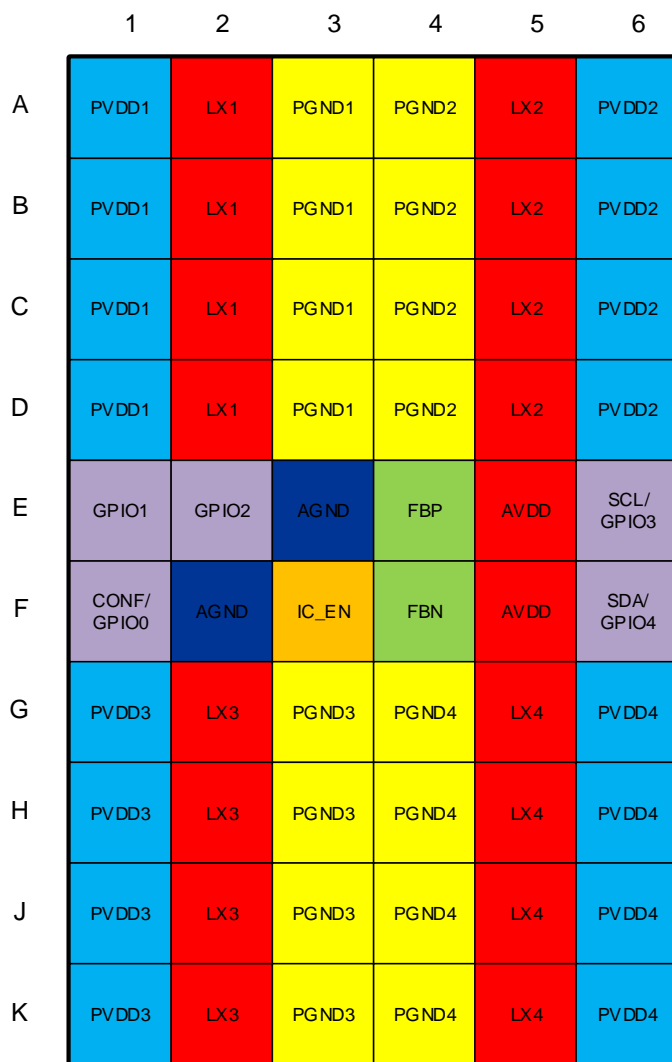 1 2 3 4 5 6
A PVDD1 LX1 PGND1 PGND2 LX2 PVDD2
B PVDD1 LX1 PGND1 PGND2 LX2 PVDD2
C PVDD1 LX1 PGND1 PGND2 LX2 PVDD2
D PVDD1 LX1 PGND1 PGND2 LX2 PVDD2
E GPIO1 GPIO2 AGND FBP AVDD SCL/
GPIO3
F CONF/
GPIO0 AGND IC_EN FBN AVDD SDA/
GPIO4
G PVDD3 LX3 PGND3 PGND4 LX4 PVDD4
H PVDD3 LX3 PGND3 PGND4 LX4 PVDD4
J PVDD3 LX3 PGND3 PGND4 LX4 PVDD4
K PVDD3 LX3 PGND3 PGND4 LX4 PVDD4